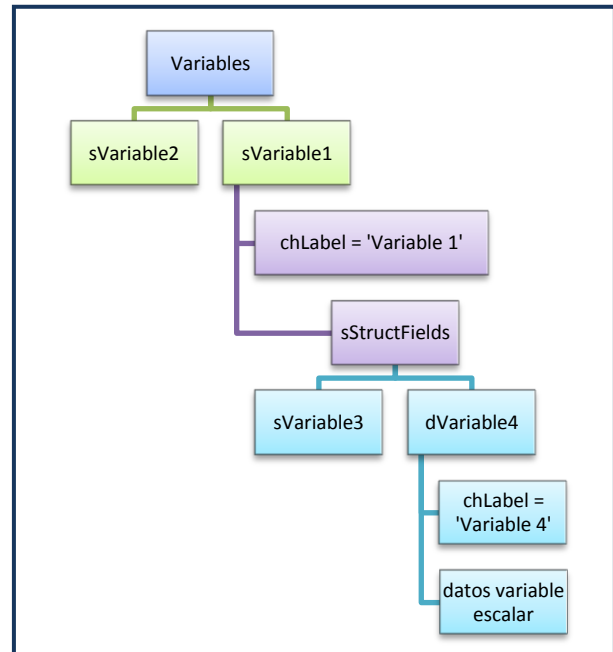 Variables
sVariable2
sVariable1
chLabel = 'Variable 1'
sStructFields
sVariable3
dVariable4
chLabel =
'Variable 4'
datos variable
escalar